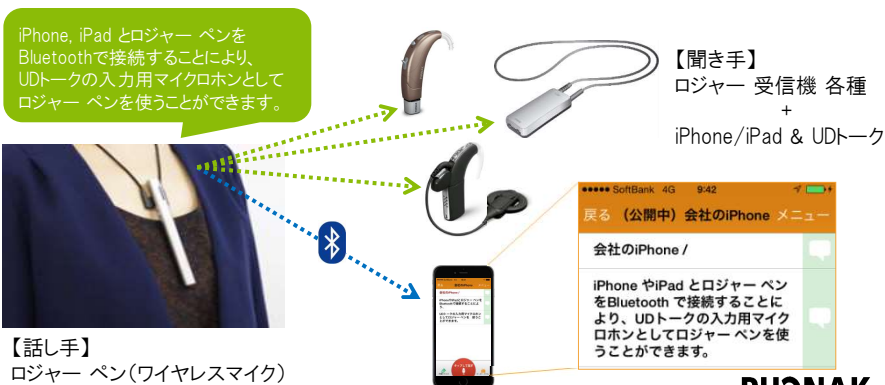 iPhone, iPad とロジャー ペンを
Bluetoothで接続することにより、
UDトークの入力用マイクロホンとして
ロジャー ペンを使うことができます。
【聞き手】
ロジャー 受信機 各種
+
iPhone/iPad & UDトーク
SoftBank 4G 9:42
戻る (公開中) 会社のiPhone メニュー
会社のiPhone /
iPhone やiPad とロジャー ペン
をBluetooth で接続することに
より、UDトークの入力用マイク
ロホンとしてロジャー ペンを使
うことができます。
【話し手】
ロジャー ペン(ワイヤレスマイク)
PHONAK